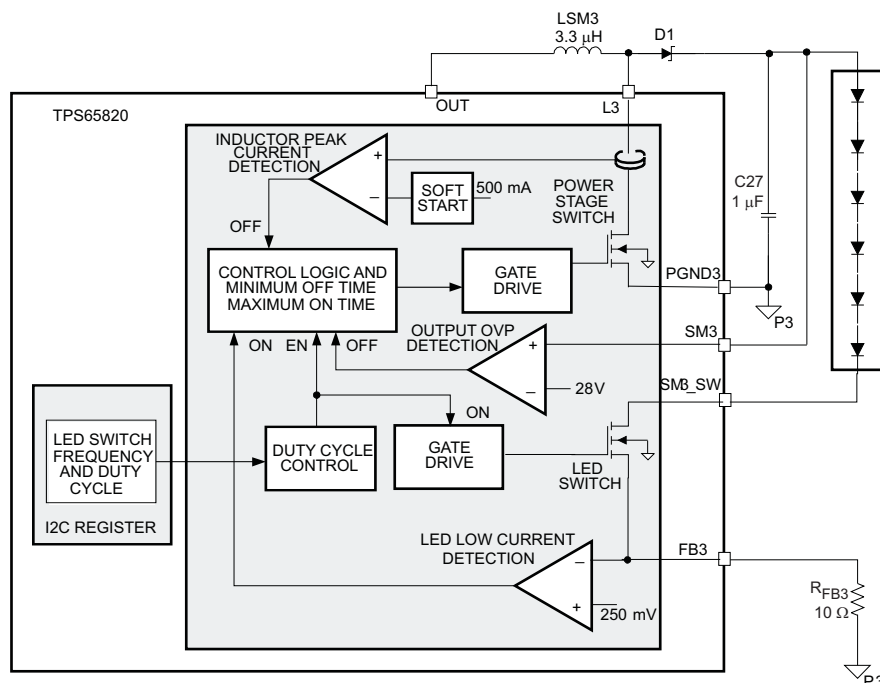 LSM3
3.3 μH
D1
TPS65820
OUT
L3
INDUCTOR PEAK
CURRENT
DETECTION
+
–
SOFT
START
500 mA
POWER
STAGE
SWITCH
C27
1 μF
OFF
CONTROL LOGIC AND
MINIMUM OFF TIME
MAXIMUM ON TIME
GATE
DRIVE
PGND3
P3
ON
EN
OFF
OUTPUT OVP
DETECTION
+
–
28V
SM3
SM3_SW
ON
LED SWITCH
FREQUENCY
AND DUTY
CYCLE
I2C REGISTER
DUTY CYCLE
CONTROL
GATE
DRIVE
LED
SWITCH
LED LOW CURRENT
DETECTION
–
+
250 mV
FB3
RFB3
10 Ω
P3